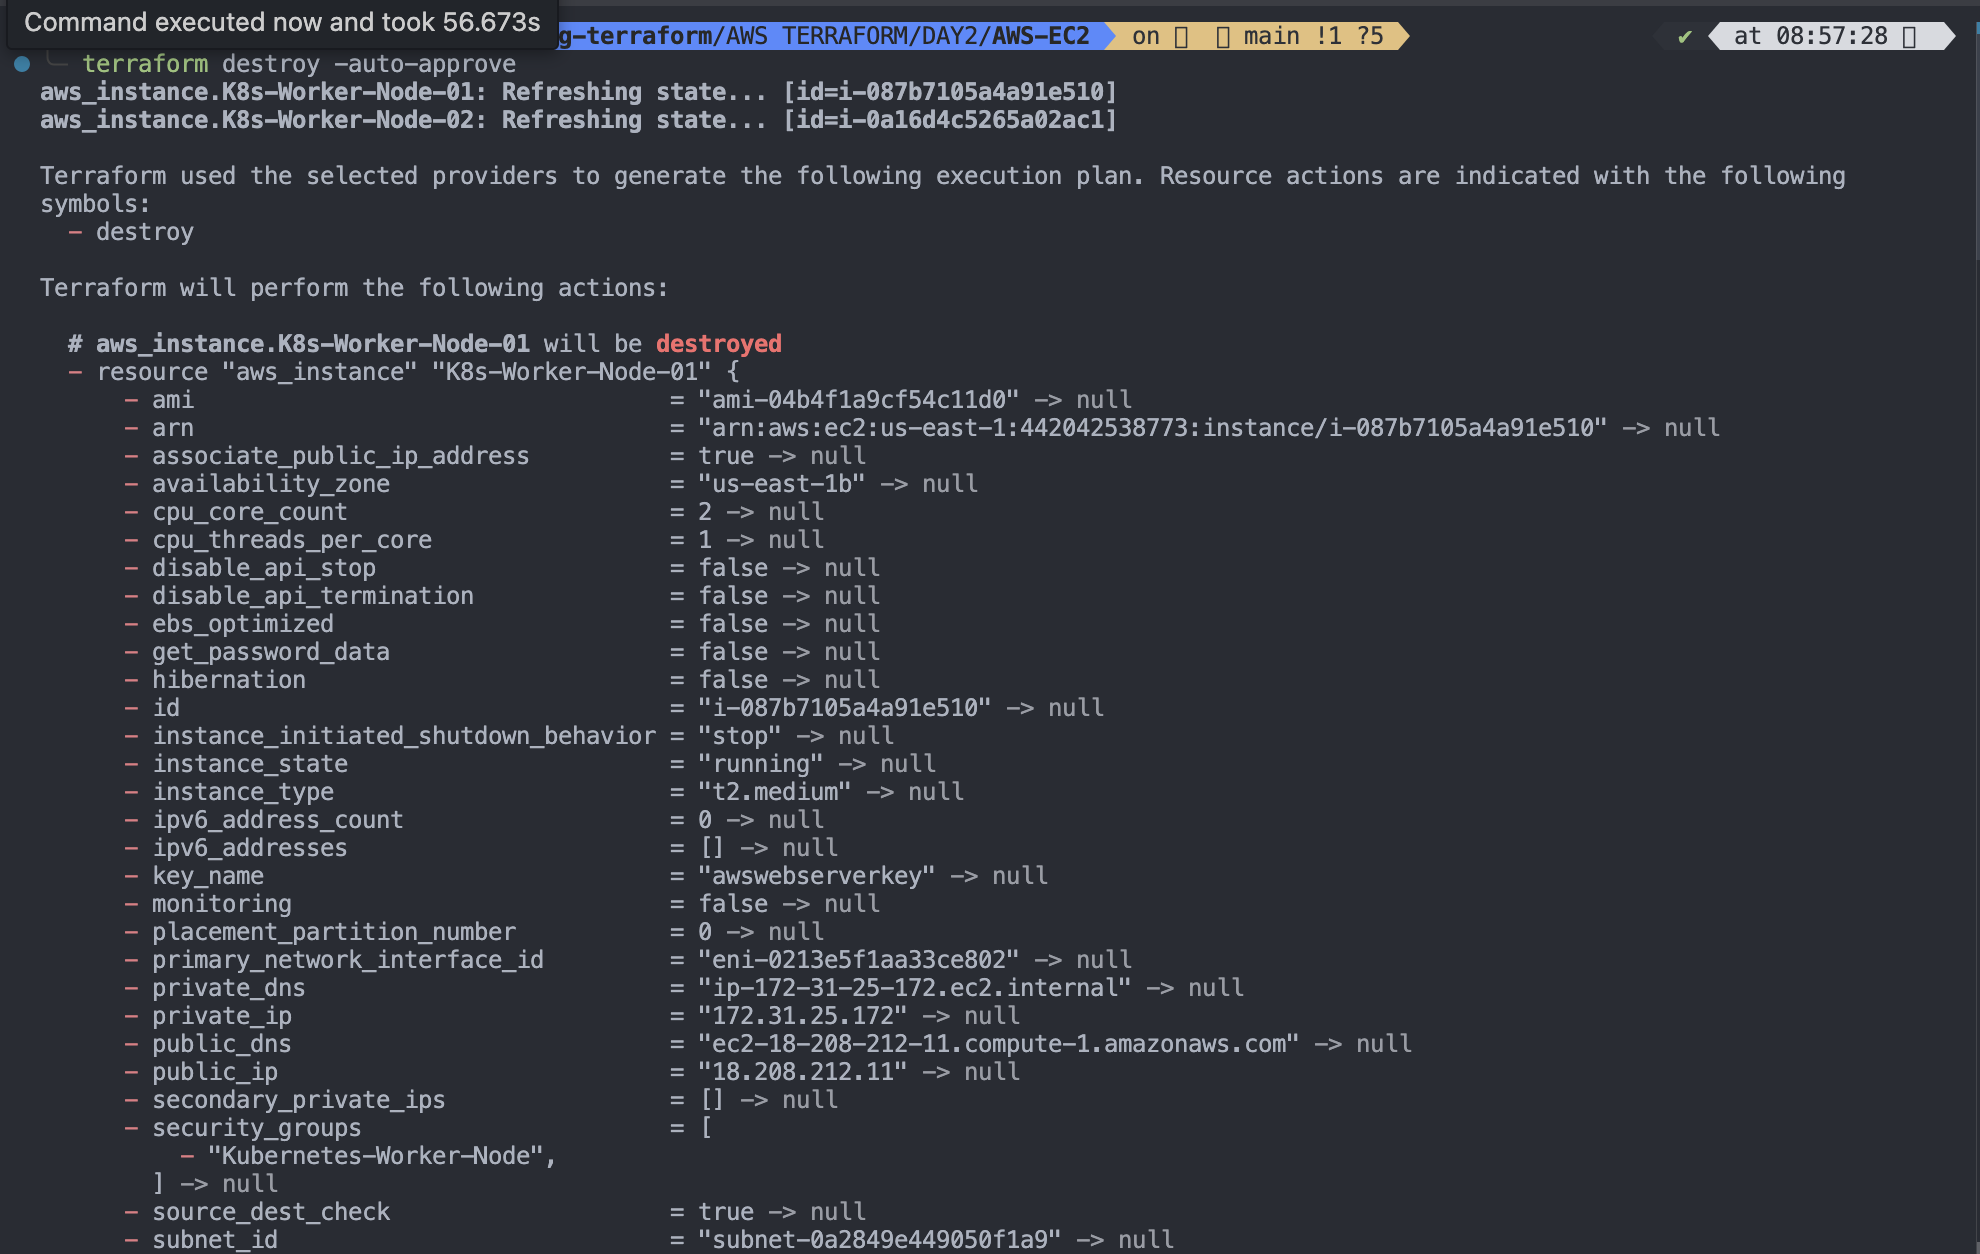 Command executed now and took 56.673s
g-terraform/AWS TERRAFORM/DAY2/AWS-EC2 on main !1 ?5 ✔ at 08:57:28
terraform destroy -auto-approve
aws_instance.K8s-Worker-Node-01: Refreshing state... [id=i-087b7105a4a91e510]
aws_instance.K8s-Worker-Node-02: Refreshing state... [id=i-0a16d4c5265a02ac1]
Terraform used the selected providers to generate the following execution plan. Resource actions are indicated with the following
symbols:
- destroy
Terraform will perform the following actions:
# aws_instance.K8s-Worker-Node-01 will be destroyed
- resource "aws_instance" "K8s-Worker-Node-01" {
- ami = "ami-04b4f1a9cf54c11d0" -> null
- arn = "arn:aws:ec2:us-east-1:442042538773:instance/i-087b7105a4a91e510" -> null
- associate_public_ip_address = true -> null
- availability_zone = "us-east-1b" -> null
- cpu_core_count = 2 -> null
- cpu_threads_per_core = 1 -> null
- disable_api_stop = false -> null
- disable_api_termination = false -> null
- ebs_optimized = false -> null
- get_password_data = false -> null
- hibernation = false -> null
- id = "i-087b7105a4a91e510" -> null
- instance_initiated_shutdown_behavior = "stop" -> null
- instance_state = "running" -> null
- instance_type = "t2.medium" -> null
- ipv6_address_count = 0 -> null
- ipv6_addresses = [] -> null
- key_name = "awswebserverkey" -> null
- monitoring = false -> null
- placement_partition_number = 0 -> null
- primary_network_interface_id = "eni-0213e5f1aa33ce802" -> null
- private_dns = "ip-172-31-25-172.ec2.internal" -> null
- private_ip = "172.31.25.172" -> null
- public_dns = "ec2-18-208-212-11.compute-1.amazonaws.com" -> null
- public_ip = "18.208.212.11" -> null
- secondary_private_ips = [] -> null
- security_groups = [
- "Kubernetes-Worker-Node",
] -> null
- source_dest_check = true -> null
- subnet_id = "subnet-0a2849e449050f1a9" -> null